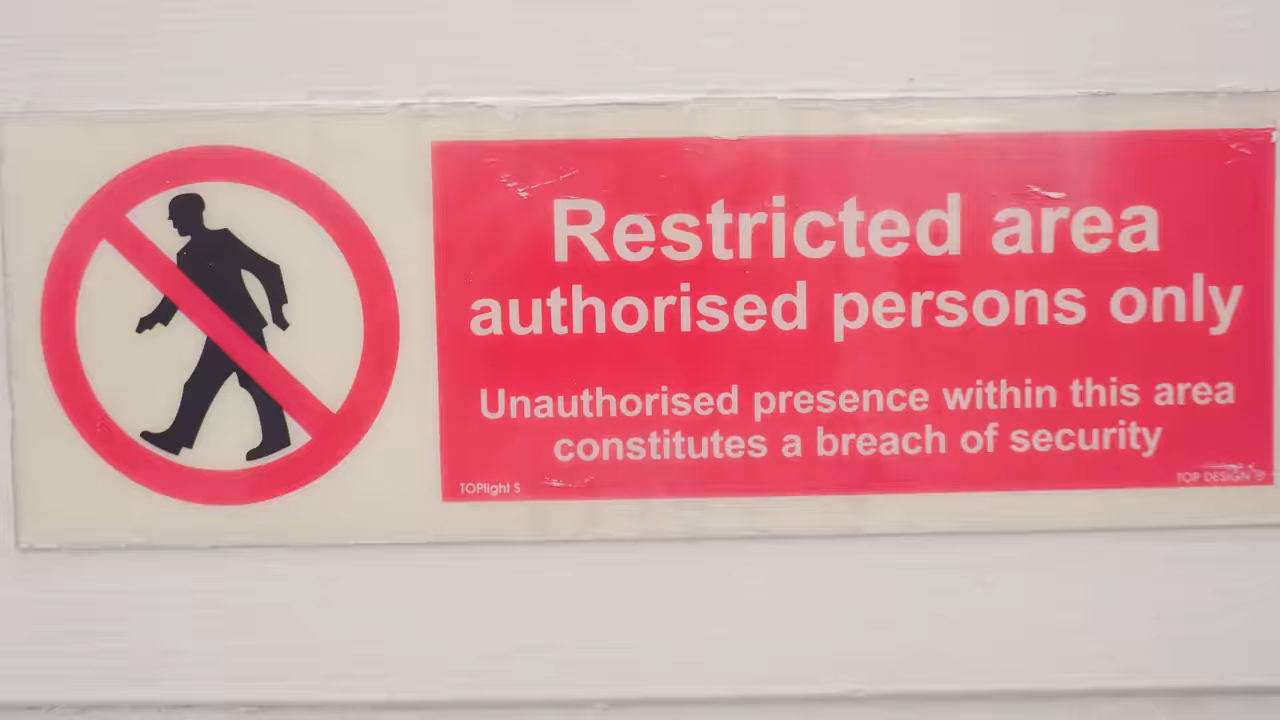 Restricted area
authorised persons only
Unauthorised presence within this area
constitutes a breach of security
TOPlight S
TOP DESIGN ®